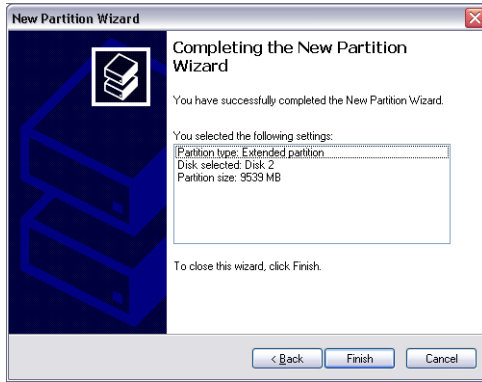 New Partition Wizard
Completing the New Partition
Wizard
You have successfully completed the New Partition Wizard.
You selected the following settings:
Partition type: Extended partition
Disk selected: Disk 2
Partition size: 9539 MB
To close this wizard, click Finish.
< Back Finish Cancel